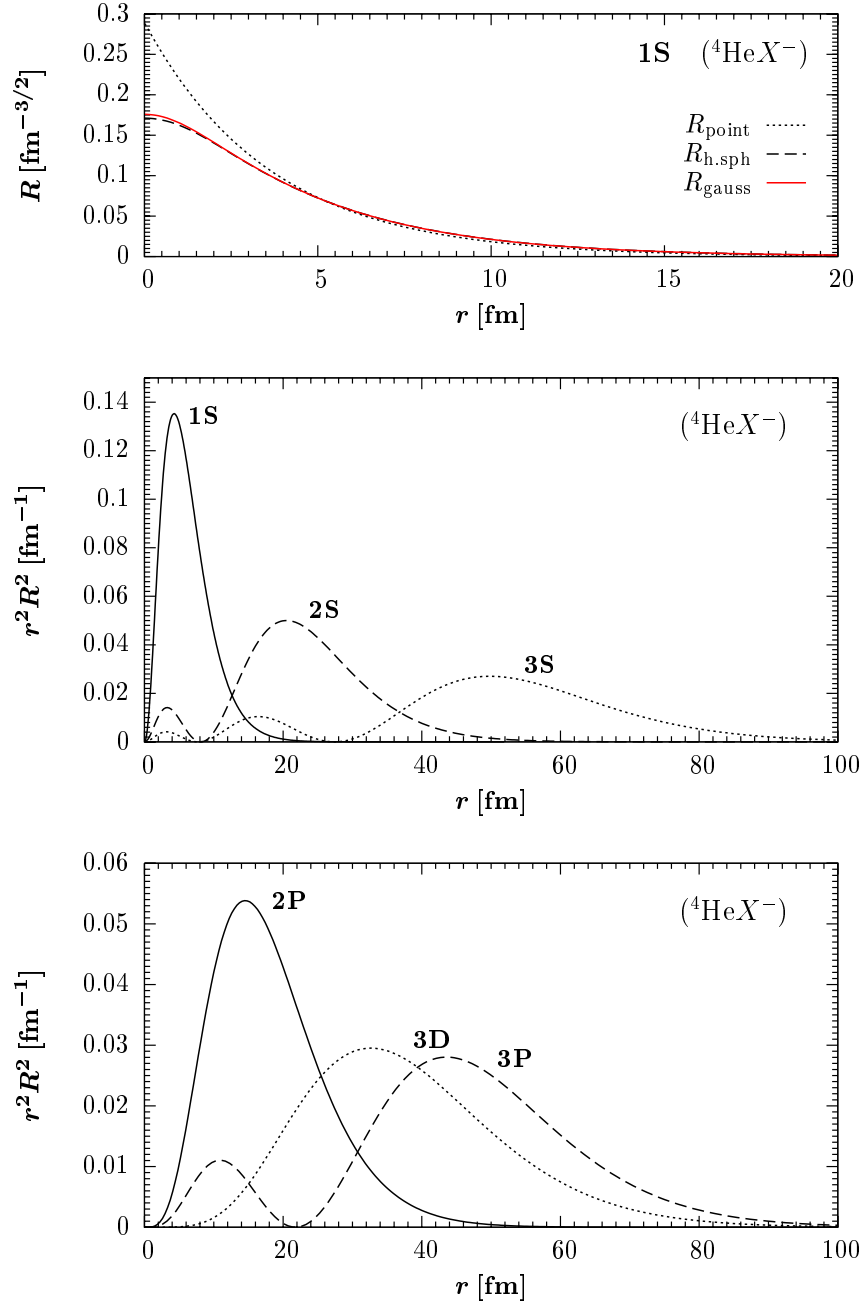 0.3
0.25
0.2
0.15
0.1
0.05
0
R [fm⁻³/²]
1S (⁴HeX⁻)
R_point
R_h.sph
R_gauss
0 5 10 15 20
r [fm]
0.14
0.12
0.1
0.08
0.06
0.04
0.02
0
r²R² [fm⁻¹]
(⁴HeX⁻)
1S
2S
3S
0 20 40 60 80 100
r [fm]
0.06
0.05
0.04
0.03
0.02
0.01
0
r²R² [fm⁻¹]
(⁴HeX⁻)
2P
3D
3P
0 20 40 60 80 100
r [fm]